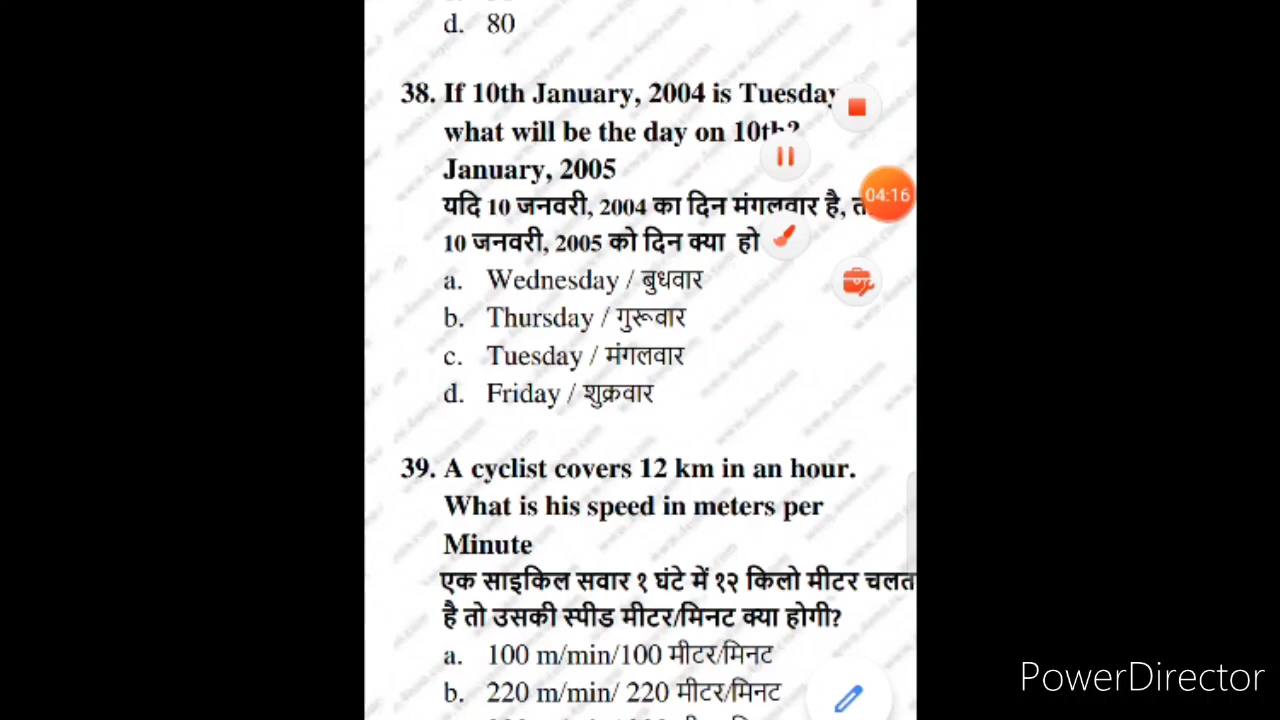 d. 80
38. If 10th January, 2004 is Tuesday
what will be the day on 10th?
January, 2005
यदि 10 जनवरी, 2004 का दिन मंगलवार है,
04:16
10 जनवरी, 2005 को दिन क्या हो
a. Wednesday / बुधवार
b. Thursday / गुरूवार
c. Tuesday / मंगलवार
d. Friday / शुक्रवार
39. A cyclist covers 12 km in an hour.
What is his speed in meters per
Minute
एक साइकिल सवार १ घंटे में १२ किलो मीटर चलत
है तो उसकी स्पीड मीटर/मिनट क्या होगी?
a. 100 m/min/100 मीटर/मिनट
b. 220 m/min/ 220 मीटर/मिनट
PowerDirector